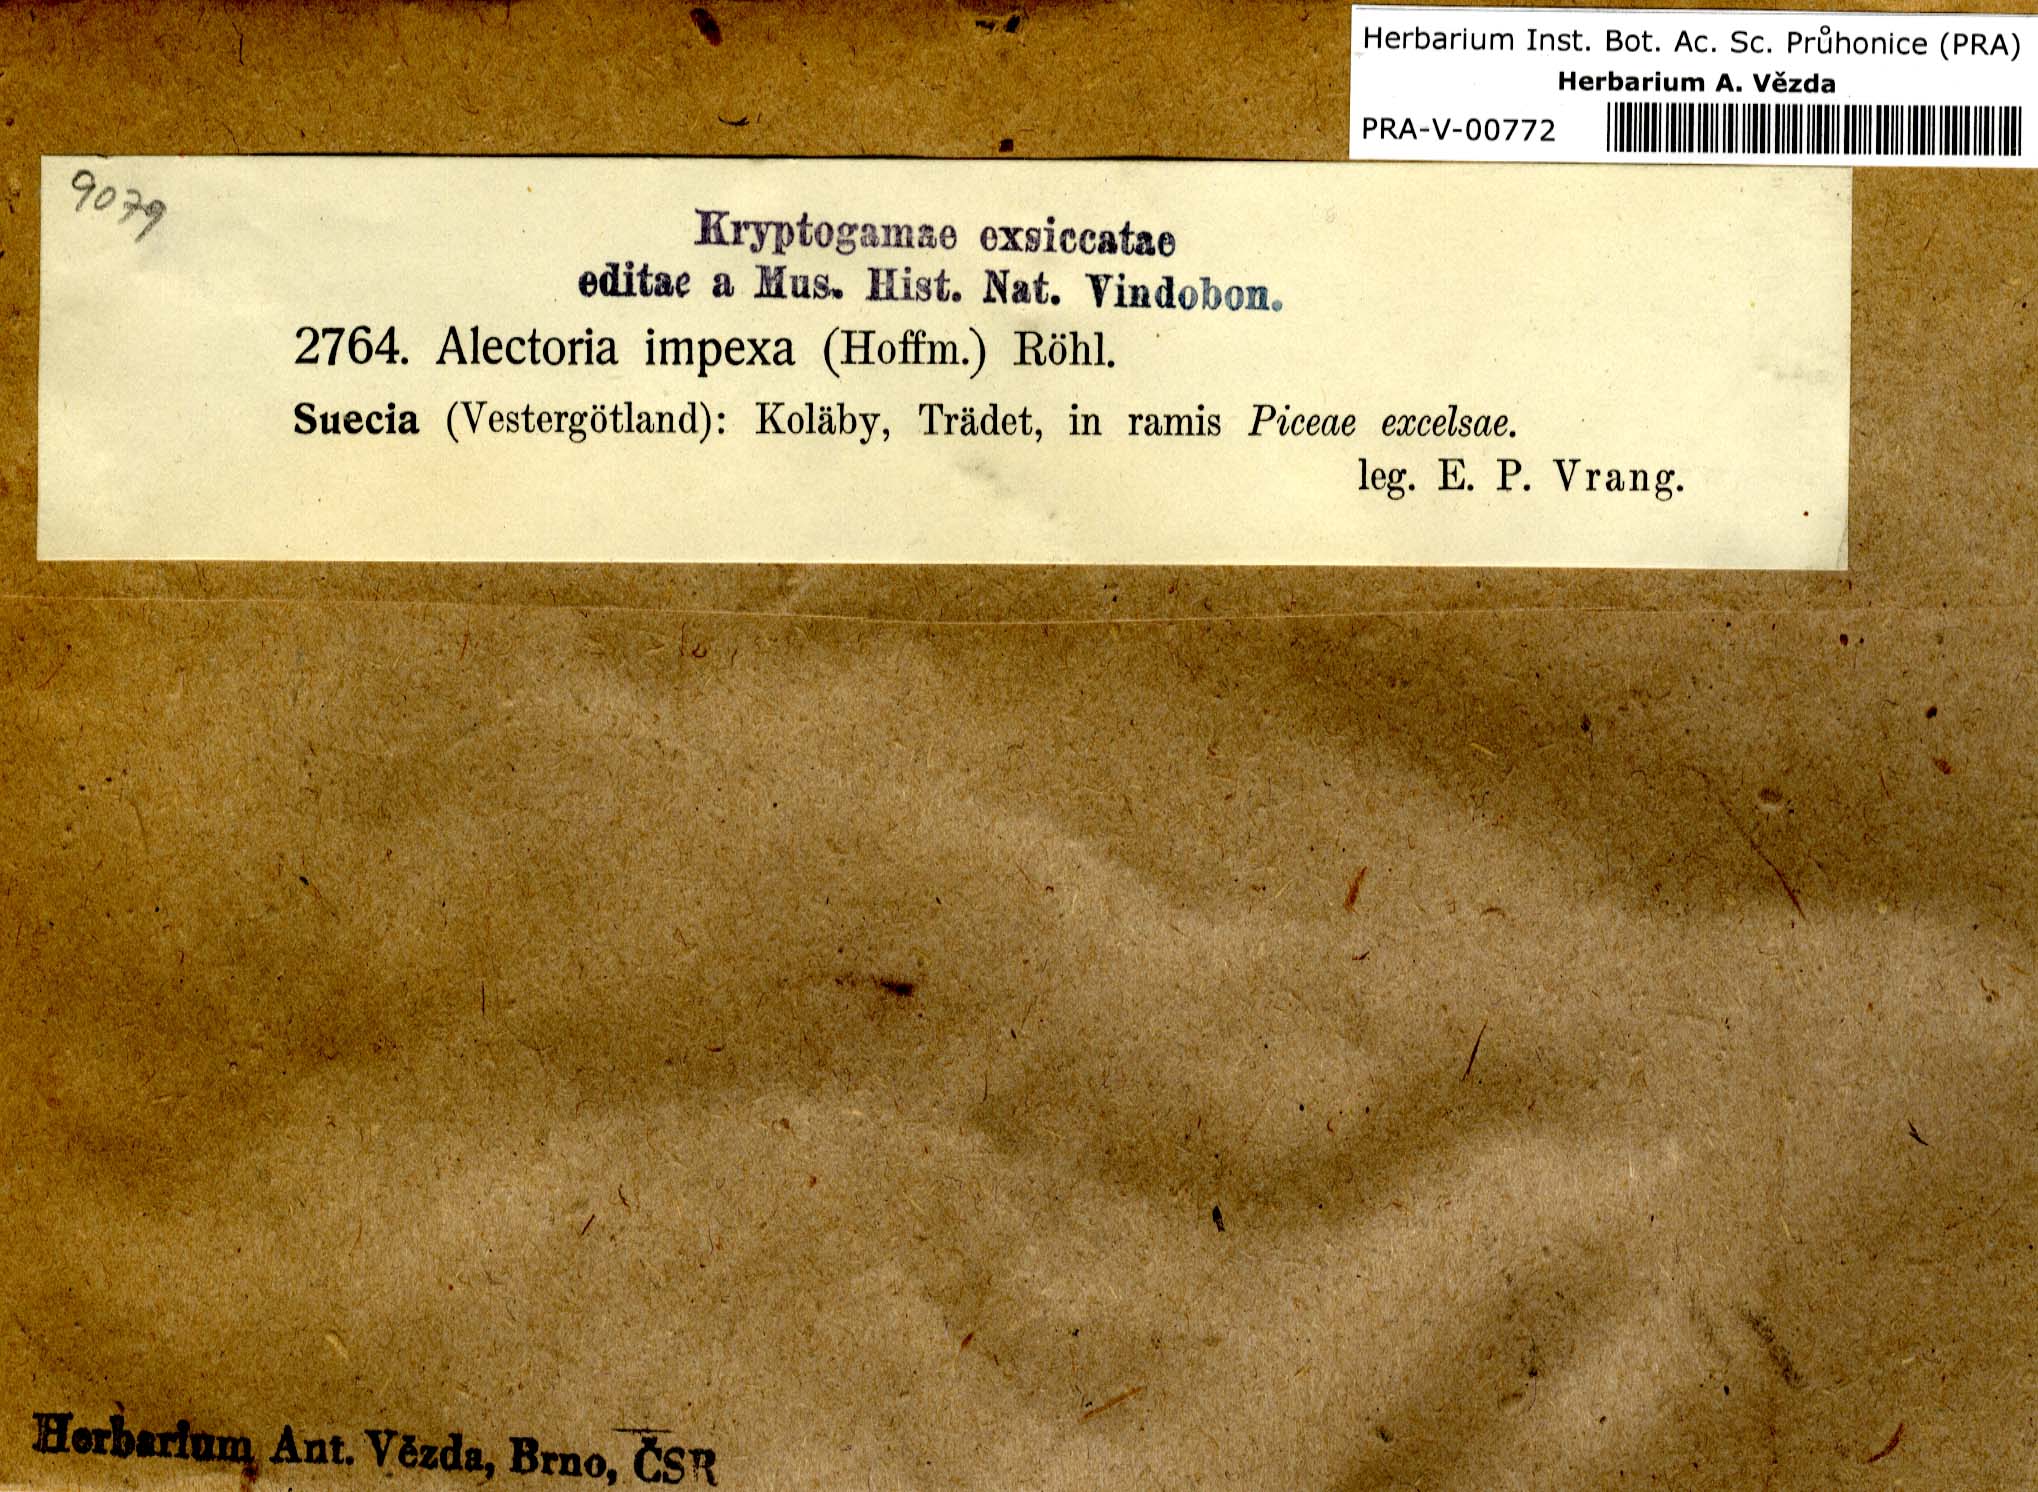 Herbarium Inst. Bot. Ac. Sc. Průhonice (PRA)
Herbarium A. Vězda
PRA-V-00772
9079
Kryptogamae exsiccatae
editae a Mus. Hist. Nat. Vindobon.
2764. Alectoria impexa (Hoffm.) Röhl.
Suecia (Vestergötland): Koläby, Trädet, in ramis Piceae excelsae.
leg. E. P. Vrang.
Herbarium Ant. Vězda, Brno, ČSR